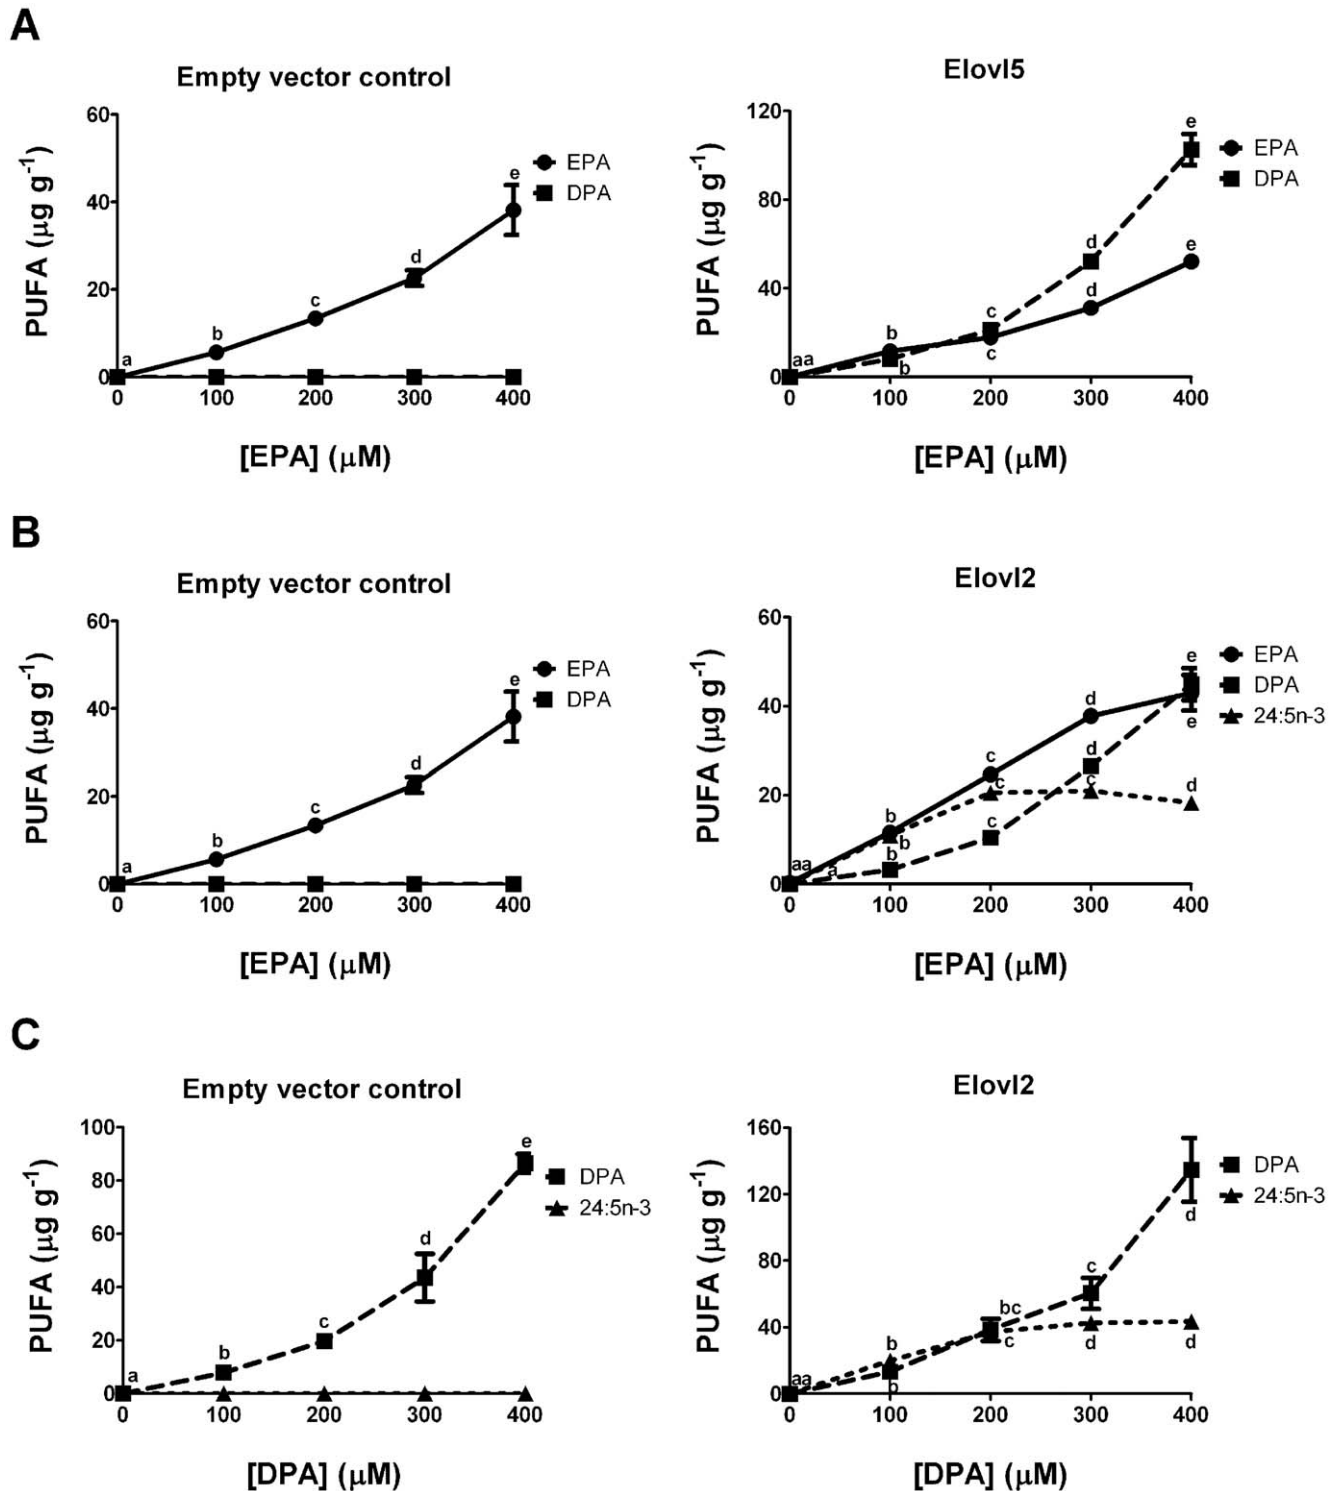 A
Empty vector control
PUFA (μg g⁻¹)
60
40
20
0
a
b
c
d
e
EPA
DPA
0 100 200 300 400
[EPA] (μM)
Elovl5
PUFA (μg g⁻¹)
120
80
40
0
aa
b
b
c
c
d
d
e
e
EPA
DPA
0 100 200 300 400
[EPA] (μM)
B
Empty vector control
PUFA (μg g⁻¹)
60
40
20
0
a
b
c
d
e
EPA
DPA
0 100 200 300 400
[EPA] (μM)
Elovl2
PUFA (μg g⁻¹)
60
40
20
0
aa
a
b
b
b
c
c
c
d
d
c
e
e
d
EPA
DPA
24:5n-3
0 100 200 300 400
[EPA] (μM)
C
Empty vector control
PUFA (μg g⁻¹)
100
80
60
40
20
0
a
b
c
d
e
DPA
24:5n-3
0 100 200 300 400
[DPA] (μM)
Elovl2
PUFA (μg g⁻¹)
160
120
80
40
0
aa
b
b
bc
c
c
d
d
d
DPA
24:5n-3
0 100 200 300 400
[DPA] (μM)